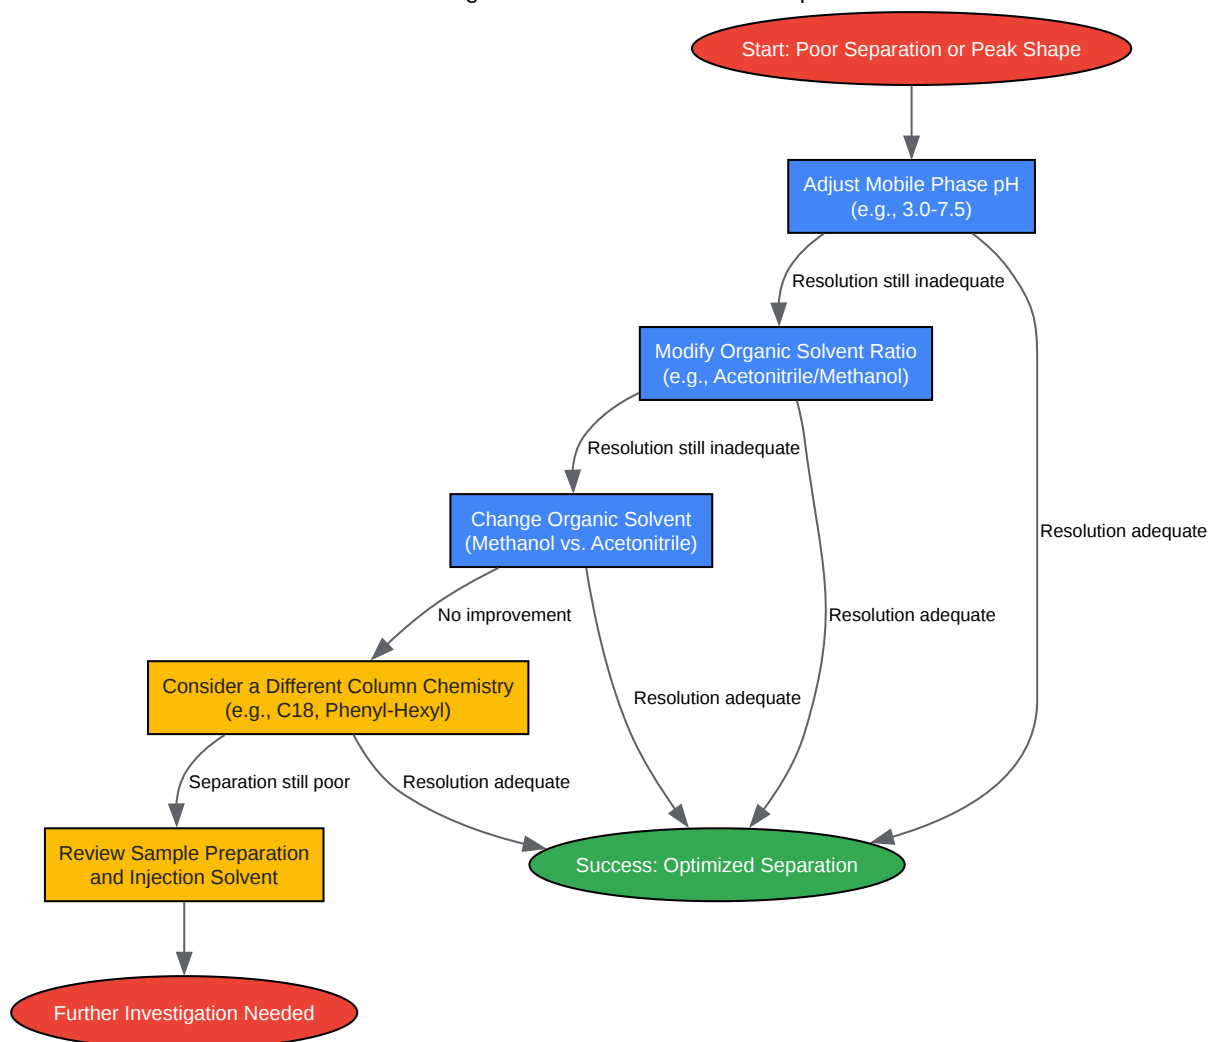 Start: Poor Separation or Peak Shape
Adjust Mobile Phase pH
(e.g., 3.0-7.5)
Resolution still inadequate
Modify Organic Solvent Ratio
(e.g., Acetonitrile/Methanol)
Resolution still inadequate
Change Organic Solvent
(Methanol vs. Acetonitrile)
Resolution adequate
No improvement
Resolution adequate
Consider a Different Column Chemistry
(e.g., C18, Phenyl-Hexyl)
Resolution adequate
Separation still poor
Resolution adequate
Review Sample Preparation
and Injection Solvent
Success: Optimized Separation
Further Investigation Needed